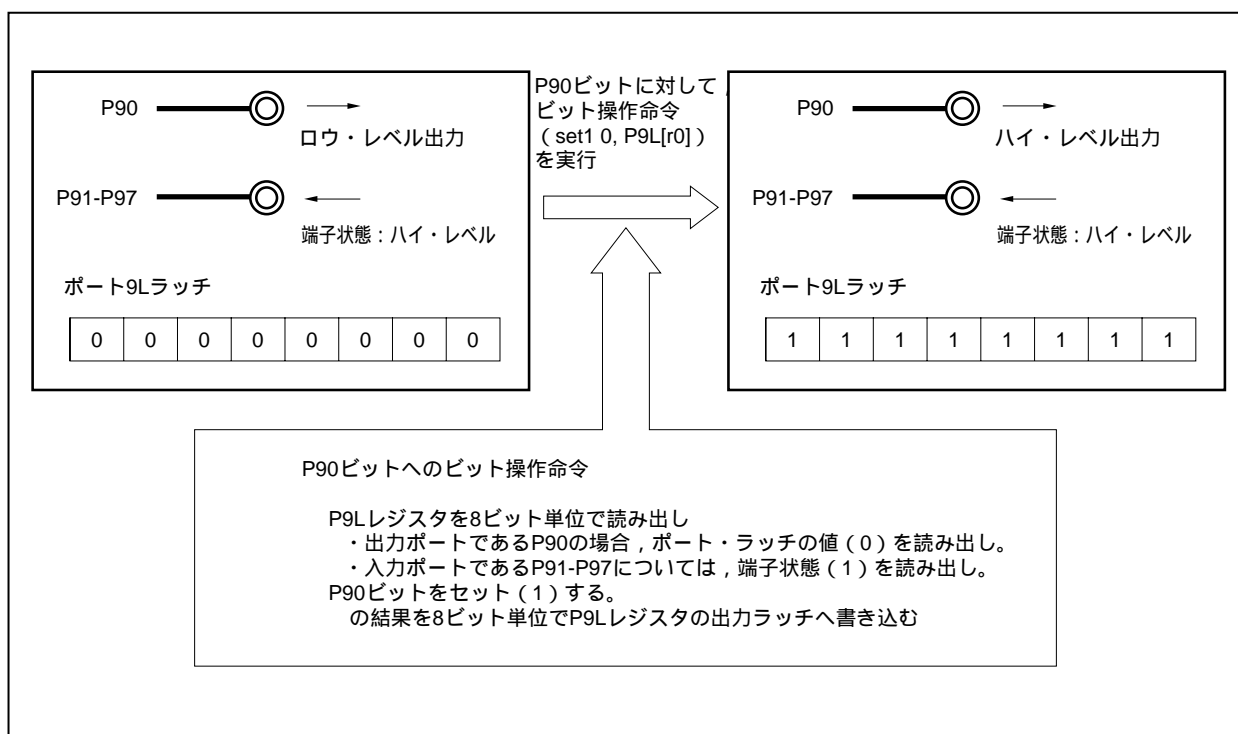 P90
ロウ・レベル出力
P91-P97
端子状態：ハイ・レベル
ポート9Lラッチ
0 0 0 0 0 0 0 0
P90ビットに対して，
ビット操作命令
（set1 0, P9L[r0]）
を実行
P90
ハイ・レベル出力
P91-P97
端子状態：ハイ・レベル
ポート9Lラッチ
1 1 1 1 1 1 1 1
P90ビットへのビット操作命令
P9Lレジスタを8ビット単位で読み出し
・出力ポートであるP90の場合，ポート・ラッチの値（0）を読み出し。
・入力ポートであるP91-P97については，端子状態（1）を読み出し。
P90ビットをセット（1）する。
の結果を8ビット単位でP9Lレジスタの出力ラッチへ書き込む